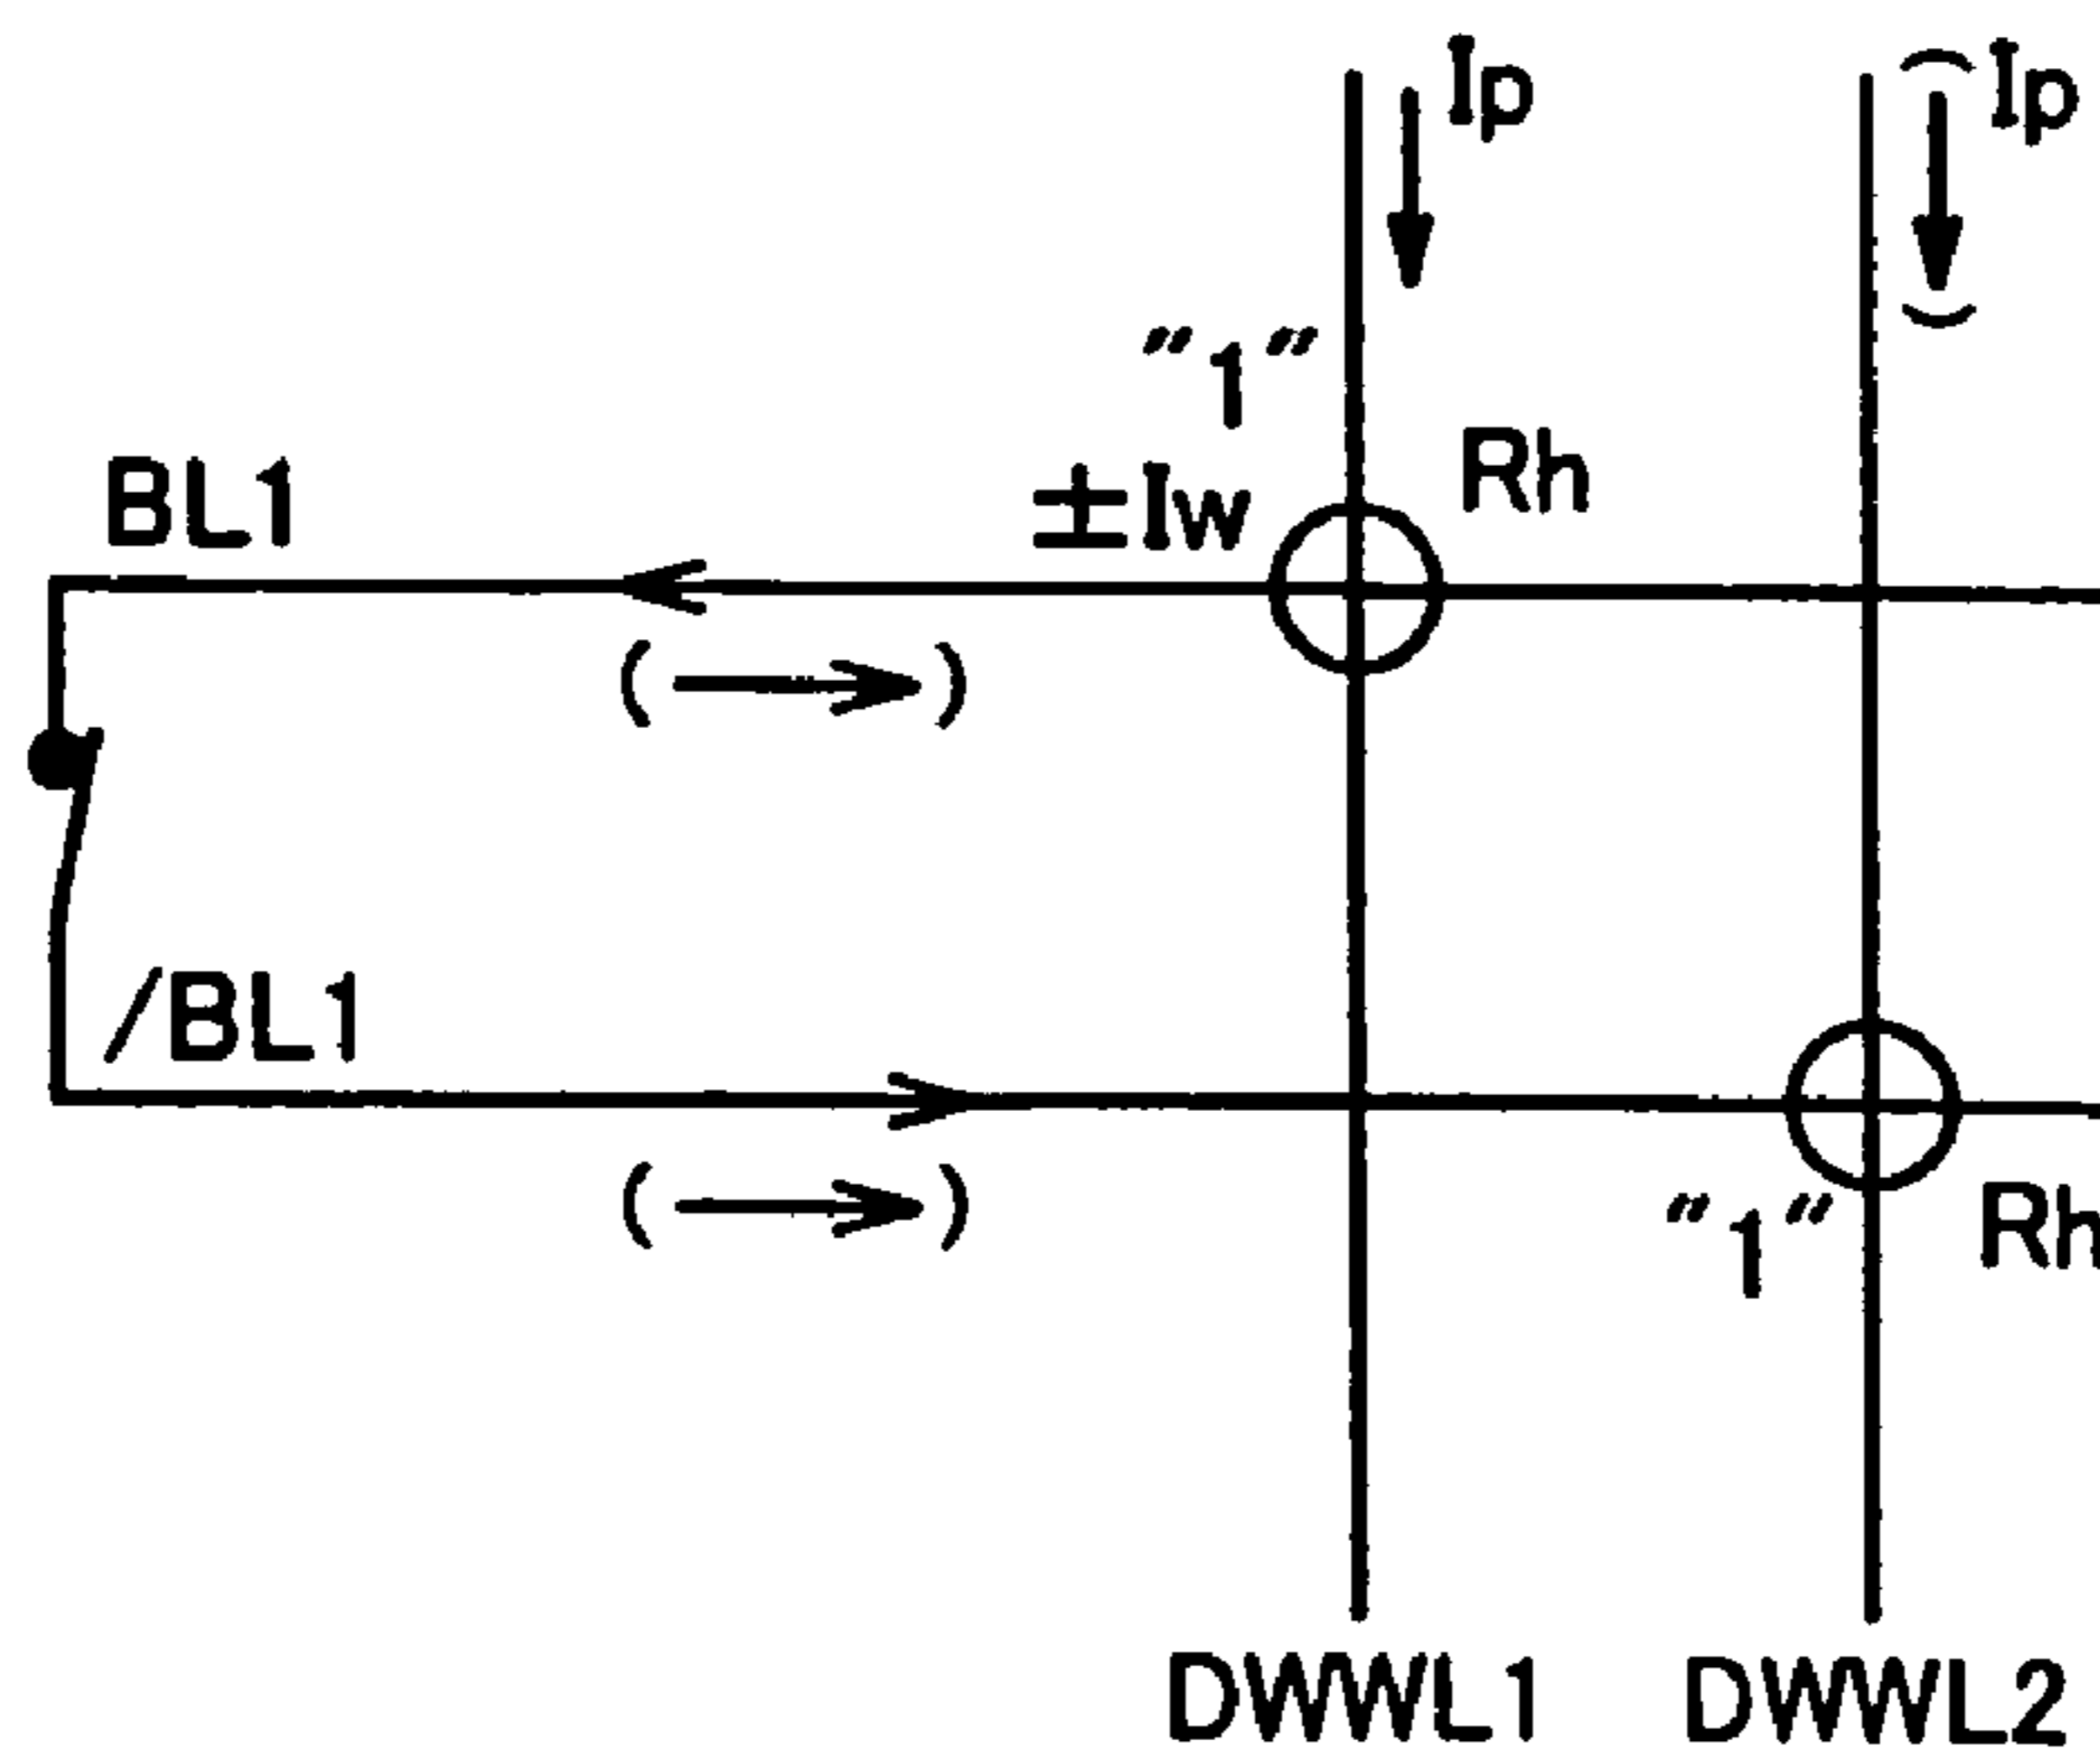 Ip
(Ip)
"1"
Rh
BL1
±Iw
( )
/BL1
( )
"1"
Rh
DWWL1
DWWL2